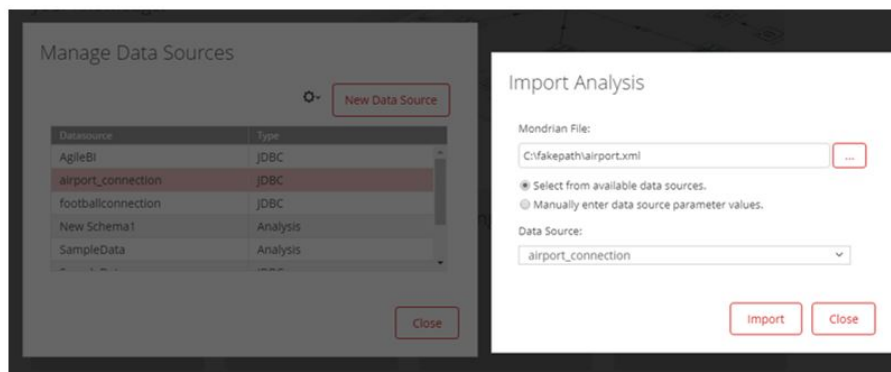 Manage Data Sources
New Data Source
Datasource Type
AgileBI JDBC
airport_connection JDBC
footballconnection JDBC
New Schema1 Analysis
SampleData Analysis
Close
Import Analysis
Mondrian File:
C:\fakepath\airport.xml ...
Select from available data sources.
Manually enter data source parameter values.
Data Source:
airport_connection
Import Close